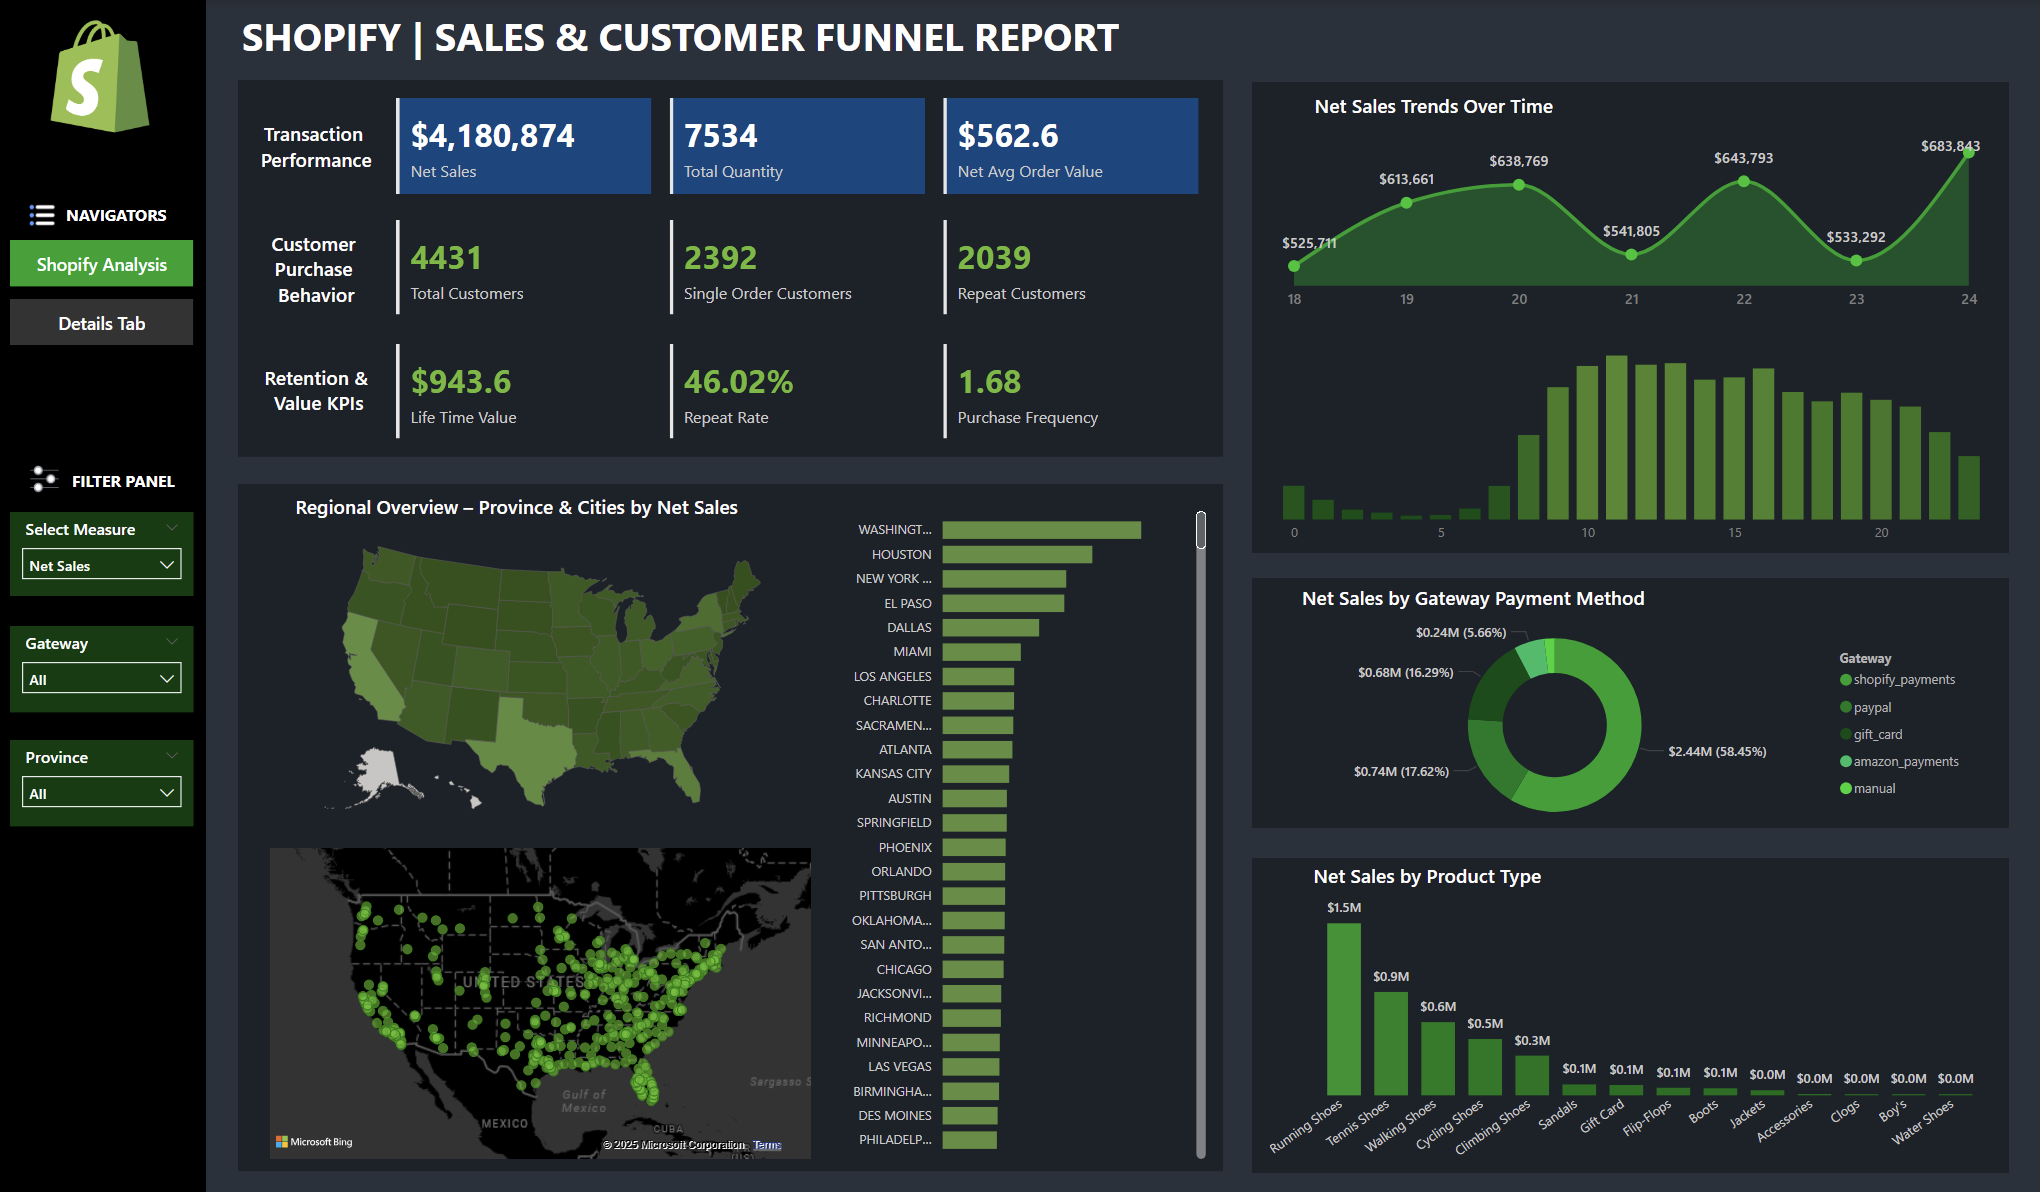 SHOPIFY | SALES & CUSTOMER FUNNEL REPORT
NAVIGATORS
Shopify Analysis
Details Tab
FILTER PANEL
Select Measure
Net Sales
Gateway
All
Province
All
Transaction
Performance
$4,180,874
Net Sales
7534
Total Quantity
$562.6
Net Avg Order Value
Customer
Purchase
Behavior
4431
Total Customers
2392
Single Order Customers
2039
Repeat Customers
Retention &
Value KPIs
$943.6
Life Time Value
46.02%
Repeat Rate
1.68
Purchase Frequency
Regional Overview – Province & Cities by Net Sales
WASHINGT...
HOUSTON
NEW YORK ...
EL PASO
DALLAS
MIAMI
LOS ANGELES
CHARLOTTE
SACRAMEN...
ATLANTA
KANSAS CITY
AUSTIN
SPRINGFIELD
PHOENIX
ORLANDO
PITTSBURGH
OKLAHOMA...
SAN ANTO...
CHICAGO
JACKSONVI...
RICHMOND
MINNEAPO...
LAS VEGAS
BIRMINGHA...
DES MOINES
PHILADELP...
UNITED STATES
Gulf of
Mexico
Sargasso S
MEXICO
CUBA
Microsoft Bing
© 2025 Microsoft Corporation Terms
Net Sales Trends Over Time
$525,711
$613,661
$638,769
$541,805
$643,793
$533,292
$683,843
18 19 20 21 22 23 24
0 5 10 15 20
Net Sales by Gateway Payment Method
$0.24M (5.66%)
$0.68M (16.29%)
$0.74M (17.62%)
$2.44M (58.45%)
Gateway
shopify_payments
paypal
gift_card
amazon_payments
manual
Net Sales by Product Type
$1.5M
$0.9M
$0.6M
$0.5M
$0.3M
$0.1M
$0.1M
$0.1M
$0.1M
$0.0M
$0.0M
$0.0M
$0.0M
$0.0M
Running Shoes
Tennis Shoes
Walking Shoes
Cycling Shoes
Climbing Shoes
Sandals
Gift Card
Flip-Flops
Boots
Jackets
Accessories
Clogs
Boy's
Water Shoes